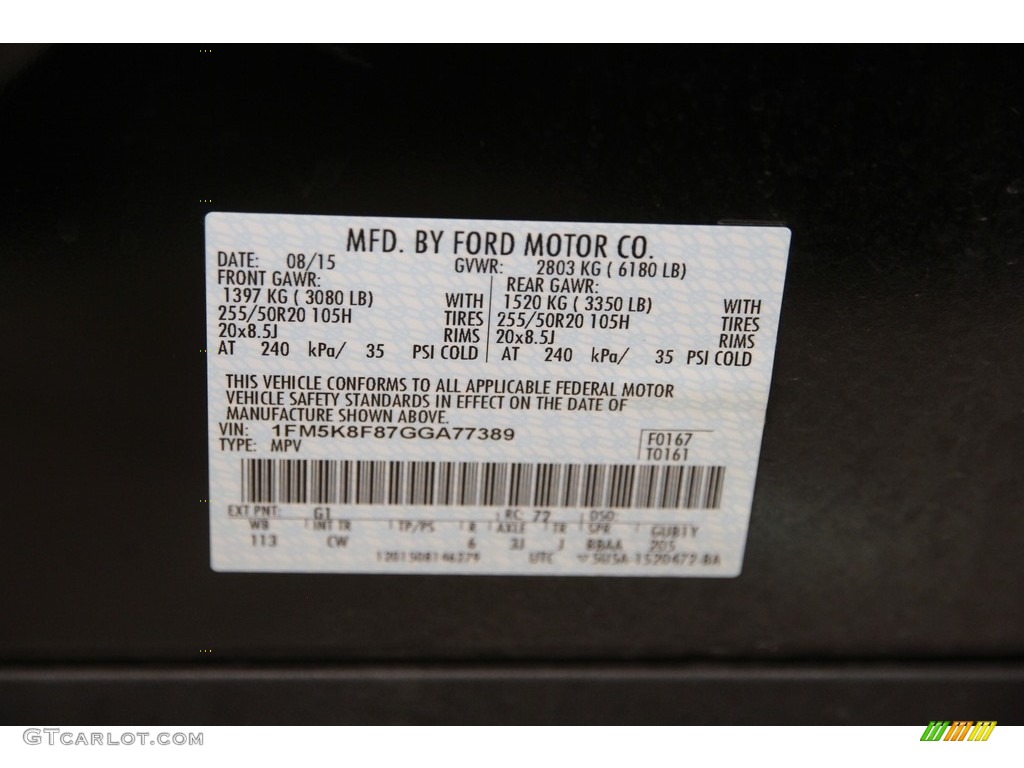 MFD. BY FORD MOTOR CO.
DATE: 08/15 GVWR: 2803 KG ( 6180 LB)
FRONT GAWR: REAR GAWR:
1397 KG ( 3080 LB) WITH 1520 KG ( 3350 LB) WITH
255/50R20 105H TIRES 255/50R20 105H TIRES
20x8.5J RIMS 20x8.5J RIMS
AT 240 kPa/ 35 PSI COLD AT 240 kPa/ 35 PSI COLD
THIS VEHICLE CONFORMS TO ALL APPLICABLE FEDERAL MOTOR
VEHICLE SAFETY STANDARDS IN EFFECT ON THE DATE OF
MANUFACTURE SHOWN ABOVE.
VIN: 1FM5K8F87GGA77389
TYPE: MPV
F0167
T0161
EXT PNT: G1 RC: 72 DSO:
WB INT TR TP/PS R AXLE TR SPR
113 CW 6 3J J 205
UTC
GTCarlot.com